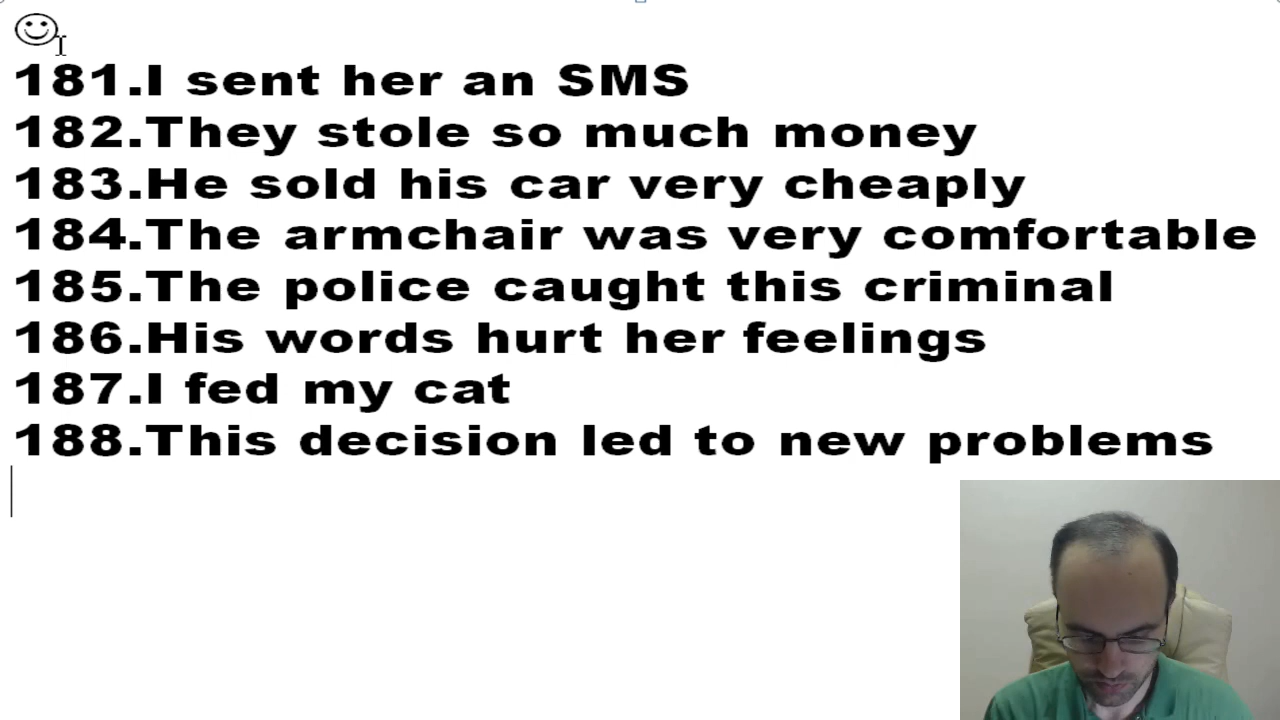 181.I sent her an SMS
182.They stole so much money
183.He sold his car very cheaply
184.The armchair was very comfortable
185.The police caught this criminal
186.His words hurt her feelings
187.I fed my cat
188.This decision led to new problems